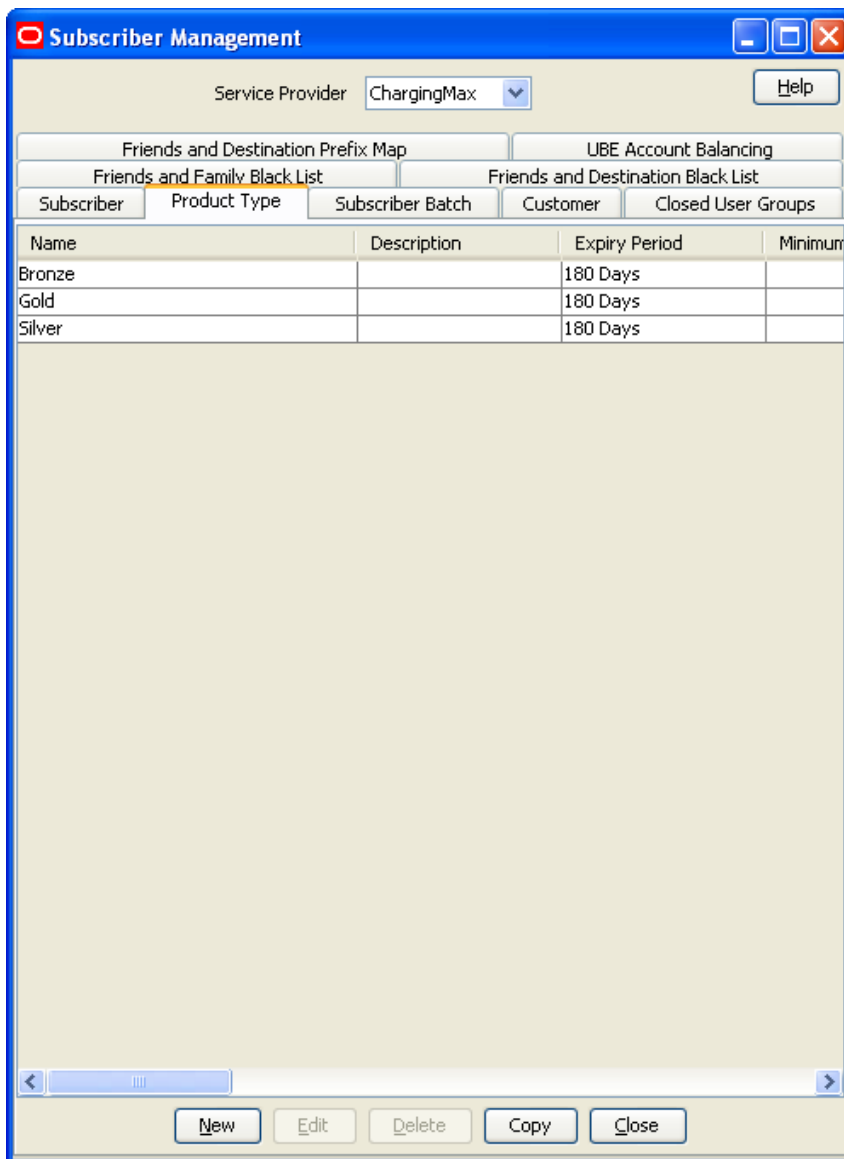 Subscriber Management
Service Provider ChargingMax Help
Friends and Destination Prefix Map UBE Account Balancing
Friends and Family Black List Friends and Destination Black List
Subscriber Product Type Subscriber Batch Customer Closed User Groups
Name Description Expiry Period Minimum
Bronze 180 Days
Gold 180 Days
Silver 180 Days
New Edit Delete Copy Close